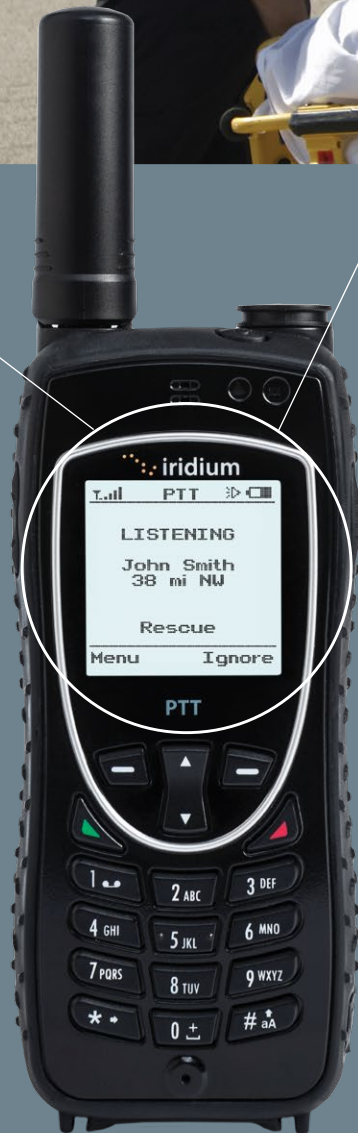 iridium
PTT
LISTENING
John Smith
38 mi NW
Rescue
Menu Ignore
PTT
1
2 ABC
3 DEF
4 GHI
5 JKL
6 MNO
7 PQRS
8 TUV
9 WXYZ
*
0 +
# aA